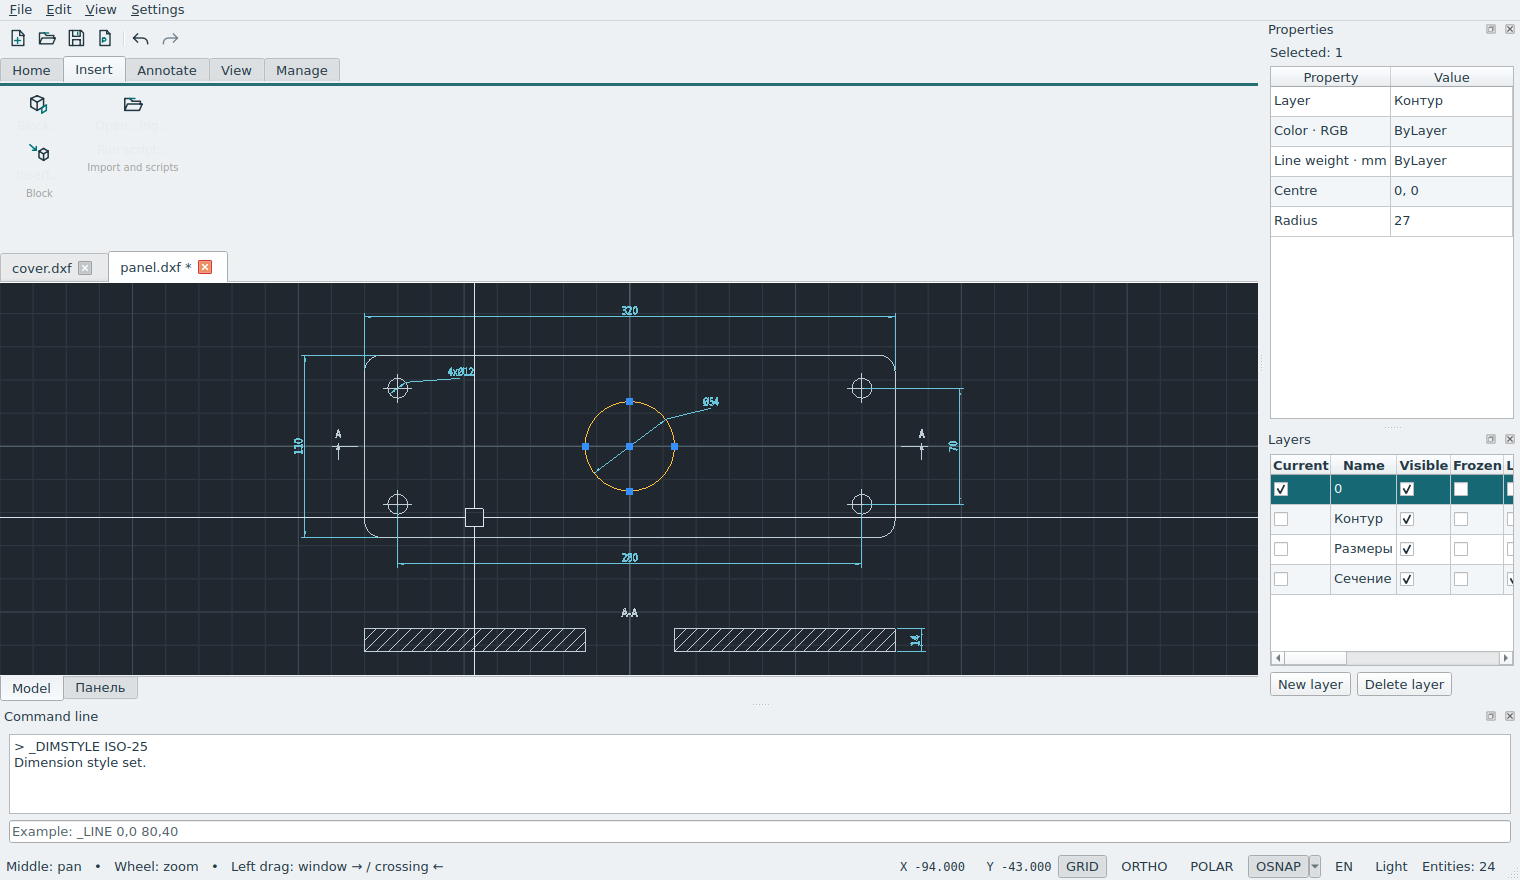 File Edit View Settings
Home Insert Annotate View Manage
Block
Import and scripts
cover.dxf
panel.dxf *
320
4xØ12
Ø54
A
A
110
70
280
A-A
14
Model
Панель
Command line
> _DIMSTYLE ISO-25
Dimension style set.
Example: _LINE 0,0 80,40
Middle: pan • Wheel: zoom • Left drag: window → / crossing ←
X -94.000 Y -43.000 GRID ORTHO POLAR OSNAP EN Light Entities: 24
Properties
Selected: 1
Property Value
Layer Контур
Color · RGB ByLayer
Line weight · mm ByLayer
Centre 0, 0
Radius 27
Layers
Current Name Visible Frozen L
0
Контур
Размеры
Сечение
New layer Delete layer